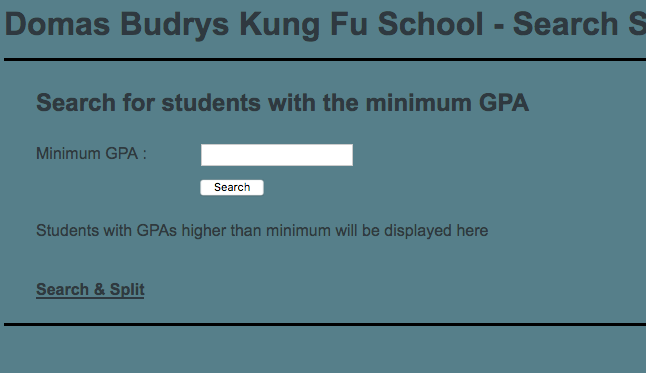 Domas Budrys Kung Fu School - Search
Search for students with the minimum GPA
Minimum GPA :
Search
Students with GPAs higher than minimum will be displayed here
Search & Split